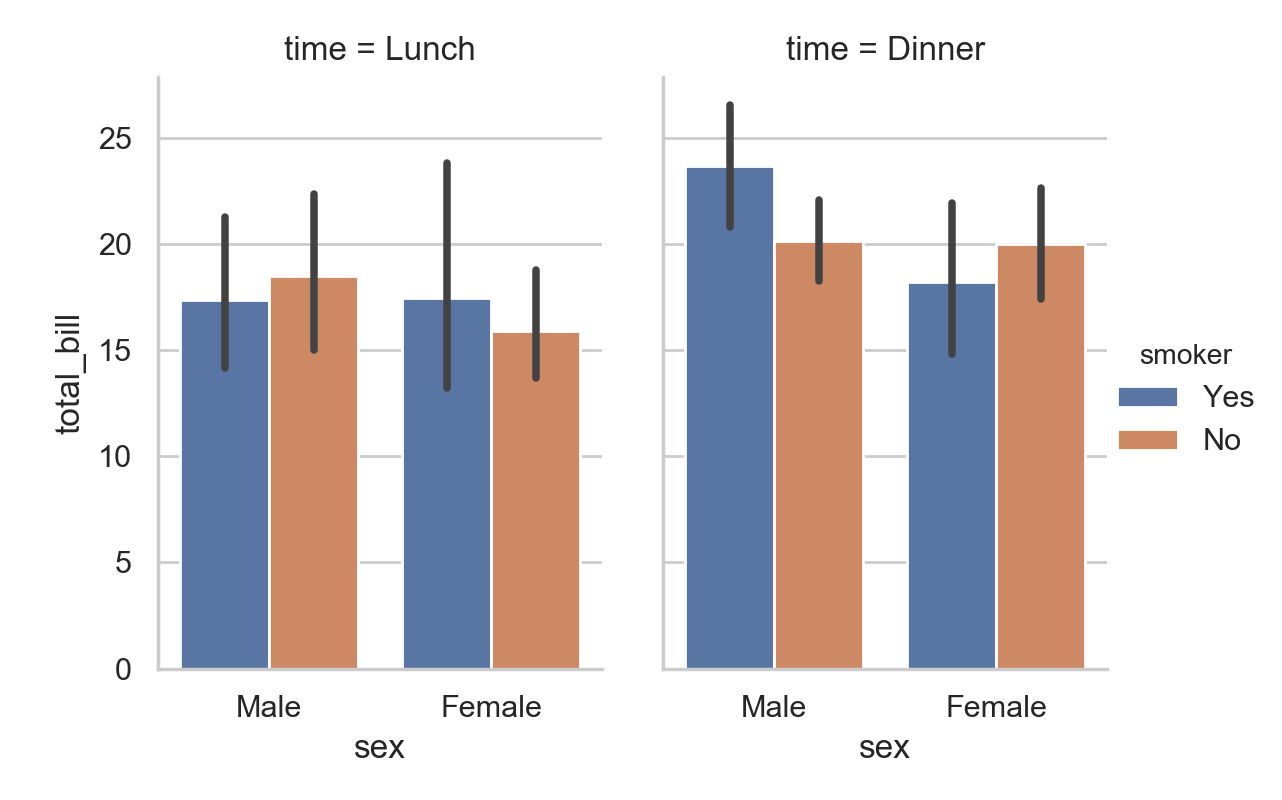 time = Lunch
time = Dinner
25
20
15
10
5
0
total_bill
Male
Female
Male
Female
sex
sex
smoker
Yes
No